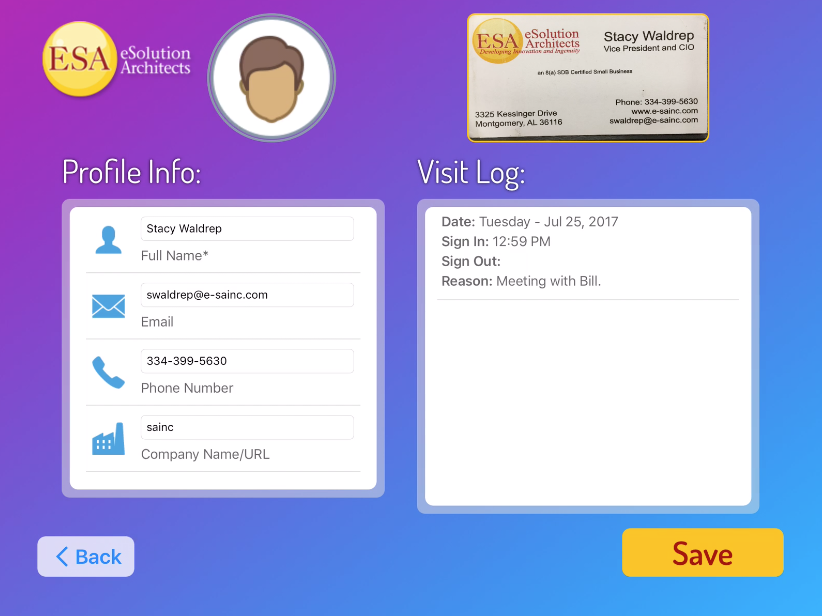 ESA eSolution
Architects
ESA eSolution
Architects
Developing Innovation and Ingenuity
Stacy Waldrep
Vice President and CIO
an 8(a) SDB Certified Small Business
3325 Kessinger Drive
Montgomery, AL 36116
Phone: 334-399-5630
www.e-sainc.com
swaldrep@e-sainc.com
Profile Info:
Stacy Waldrep
Full Name*
swaldrep@e-sainc.com
Email
334-399-5630
Phone Number
sainc
Company Name/URL
Visit Log:
Date: Tuesday - Jul 25, 2017
Sign In: 12:59 PM
Sign Out:
Reason: Meeting with Bill.
Back
Save